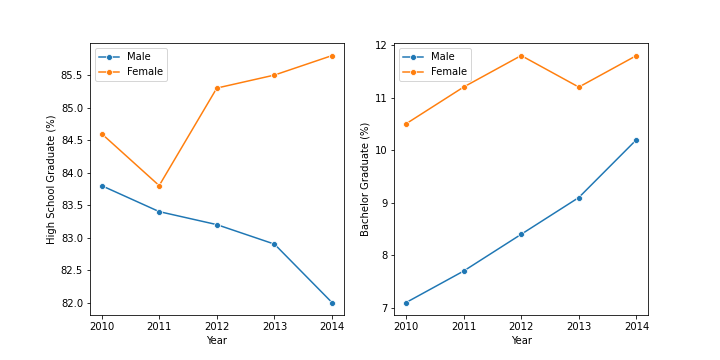 Male
Female
High School Graduate (%)
85.5
85.0
84.5
84.0
83.5
83.0
82.5
82.0
2010 2011 2012 2013 2014
Year
Male
Female
Bachelor Graduate (%)
12
11
10
9
8
7
2010 2011 2012 2013 2014
Year